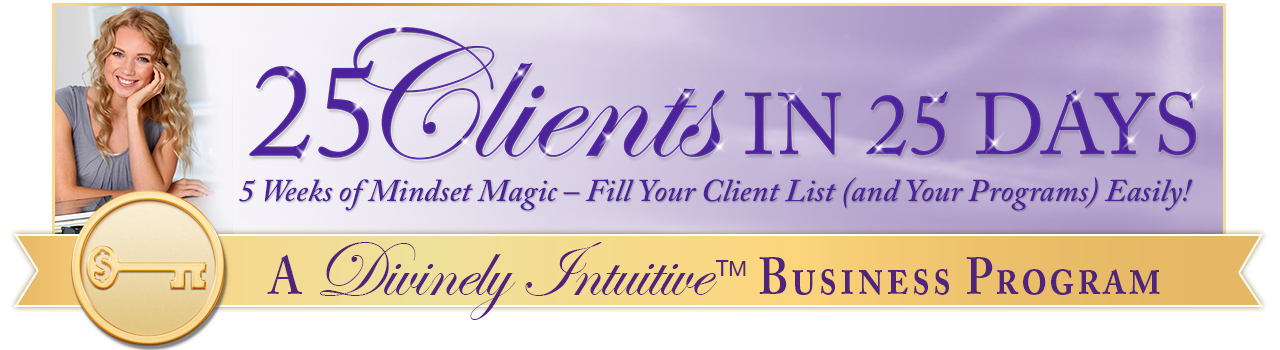 25 Clients IN 25 DAYS
5 Weeks of Mindset Magic – Fill Your Client List (and Your Programs) Easily!
$
A Divinely Intuitive™ BUSINESS PROGRAM